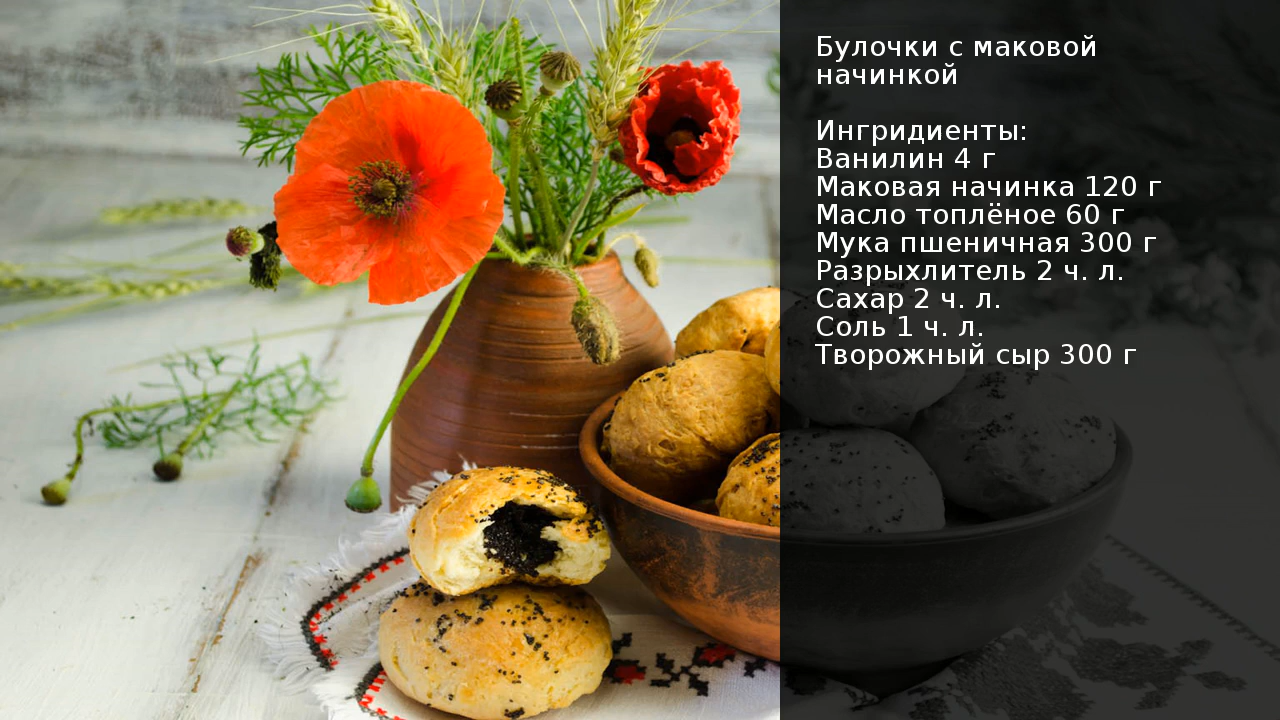 Булочки с маковой
начинкой
Ингридиенты:
Ванилин 4 г
Маковая начинка 120 г
Масло топлёное 60 г
Мука пшеничная 300 г
Разрыхлитель 2 ч. л.
Сахар 2 ч. л.
Соль 1 ч. л.
Творожный сыр 300 г